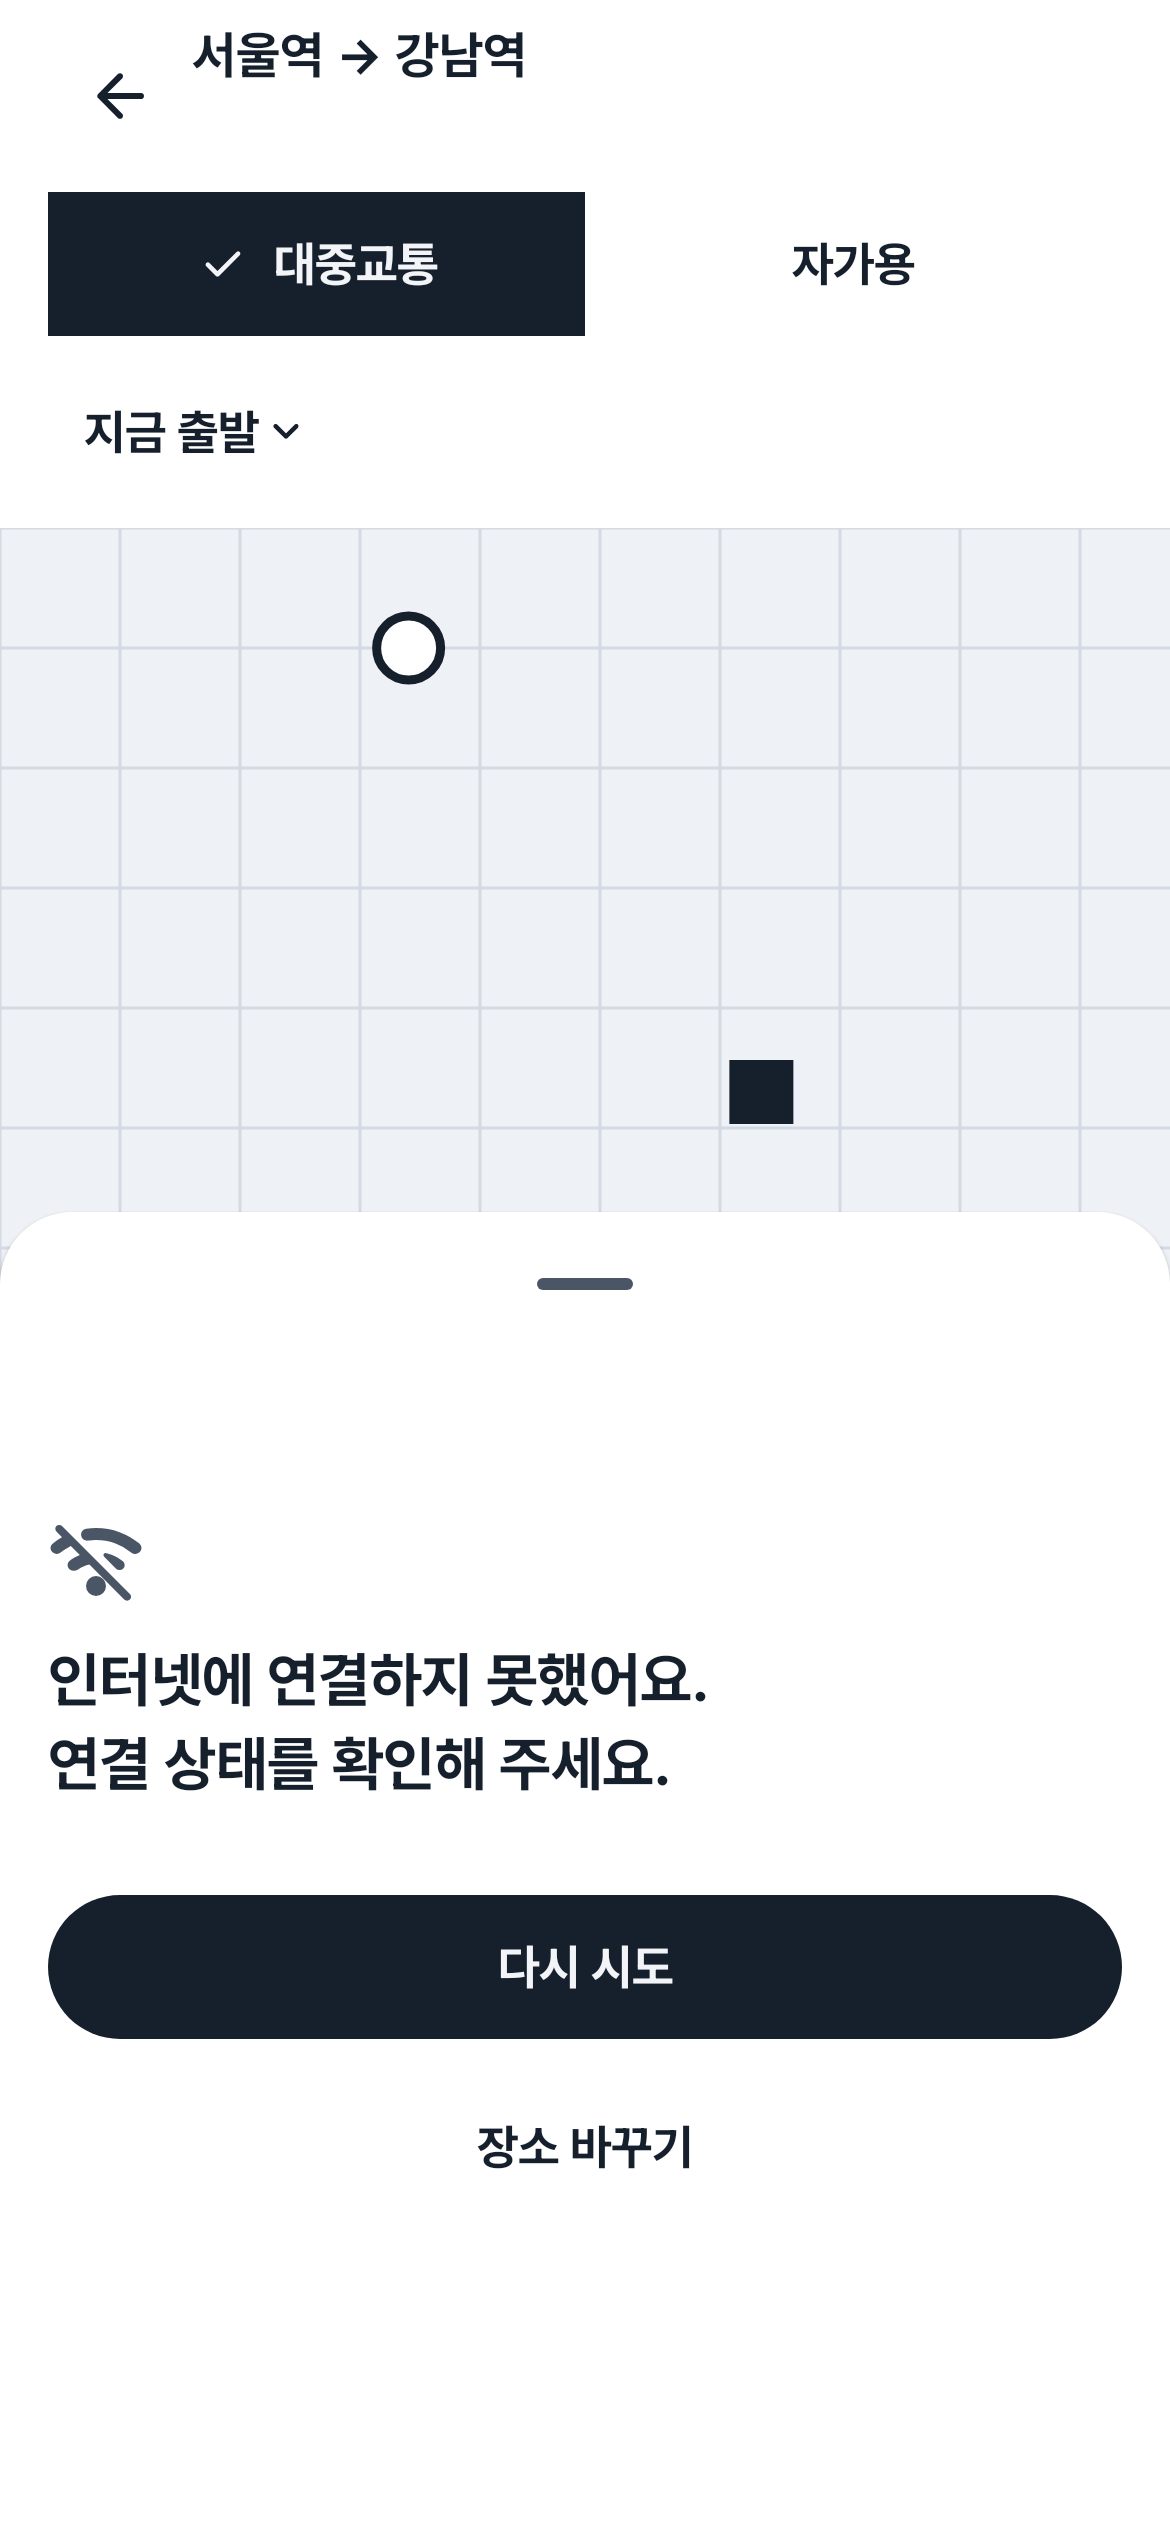 서울역 → 강남역
대중교통
자가용
지금 출발
인터넷에 연결하지 못했어요.
연결 상태를 확인해 주세요.
다시 시도
장소 바꾸기